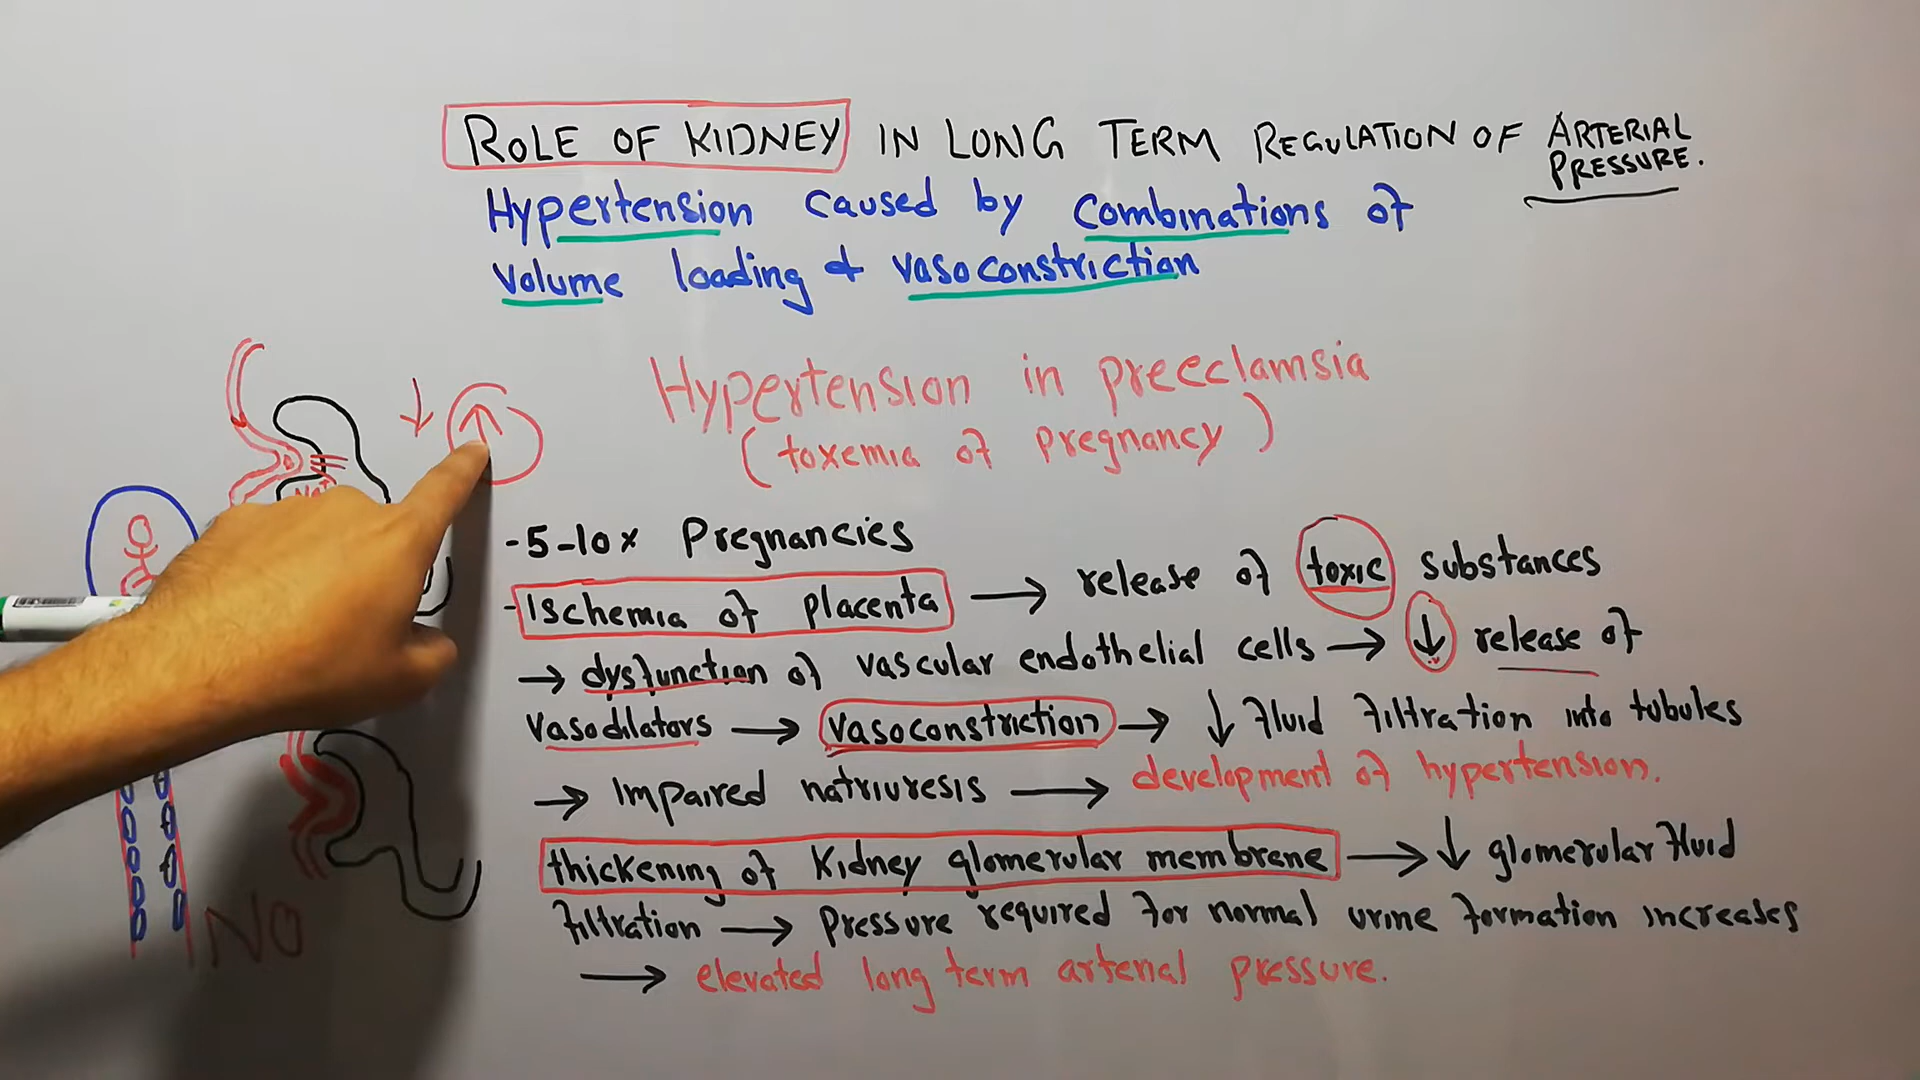 ROLE OF KIDNEY IN LONG TERM REGULATION OF ARTERIAL PRESSURE.
Hypertension caused by combinations of
volume loading & vasoconstriction
Hypertension in preeclamsia
(toxemia of pregnancy)
-5-10% Pregnancies
-Ischemia of placenta → release of toxic substances
→ dysfunction of vascular endothelial cells → ↓ release of
vasodilators → vasoconstriction → ↓ fluid filtration into tubules
→ Impaired natriuresis → development of hypertension.
thickening of kidney glomerular membrane → ↓ glomerular fluid
filtration → pressure required for normal urine formation increases
→ elevated long term arterial pressure.
Na+
NO